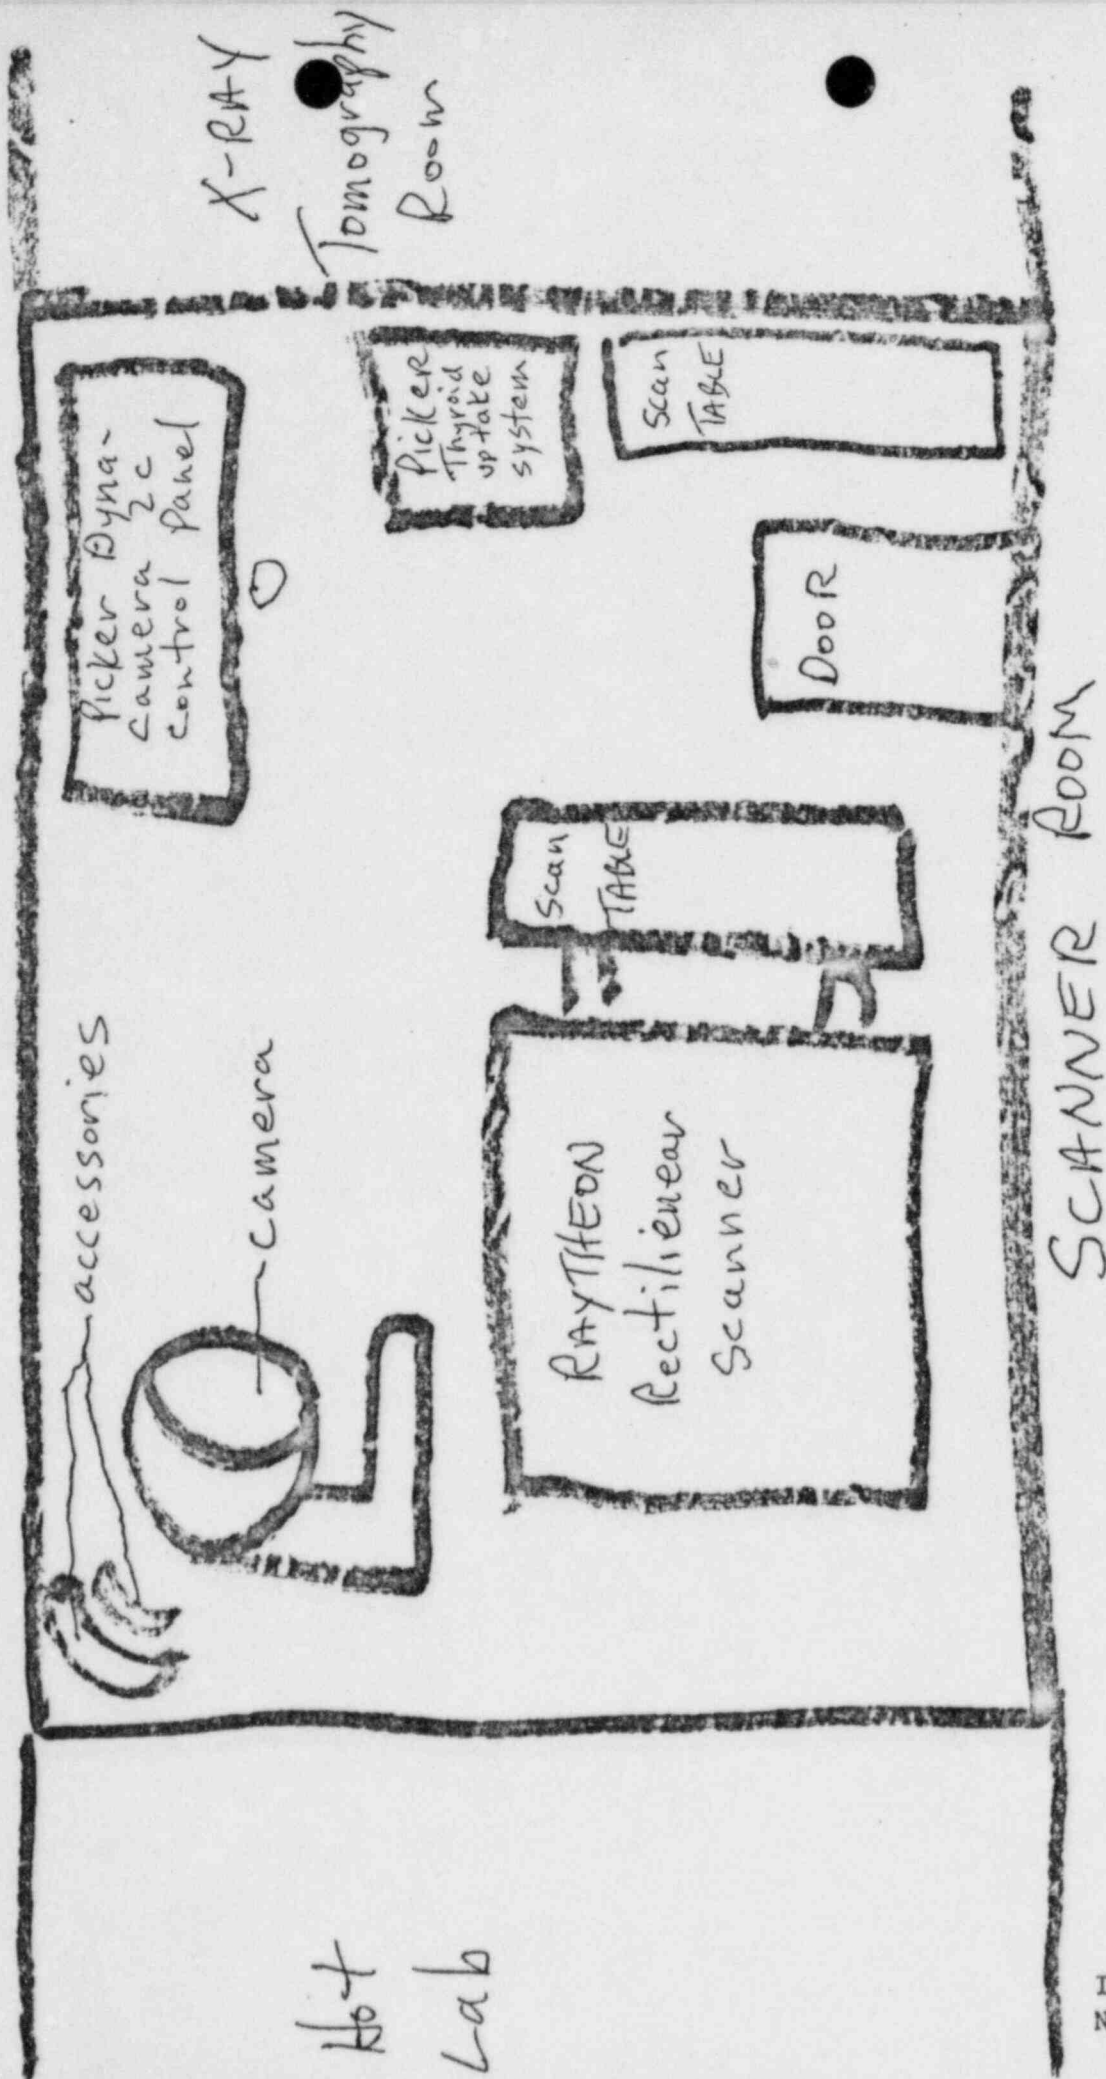 X-RAY
Tomography
Room
Picker Dyna-
camera 2c
control Panel
Picker
Thyroid
uptake
system
Scan
TABLE
DOOR
accessories
camera
Scan
TABLE
RAYTHEON
Rectilienear
Scanner
Hot
Lab
SCANNER ROOM